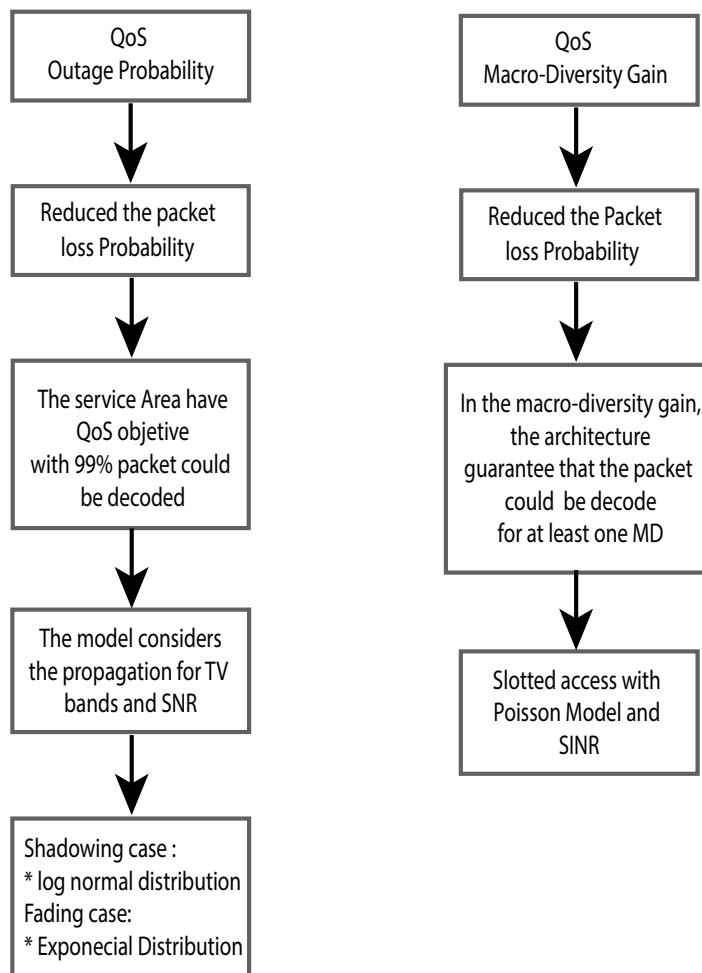 QoS
Outage Probability
Reduced the packet
loss Probability
The service Area have
QoS objetive
with 99% packet could
be decoded
The model considers
the propagation for TV
bands and SNR
Shadowing case :
* log normal distribution
Fading case:
* Exponecial Distribution
QoS
Macro-Diversity Gain
Reduced the Packet
loss Probability
In the macro-diversity gain,
the architecture
guarantee that the packet
could be decode
for at least one MD
Slotted access with
Poisson Model and
SINR